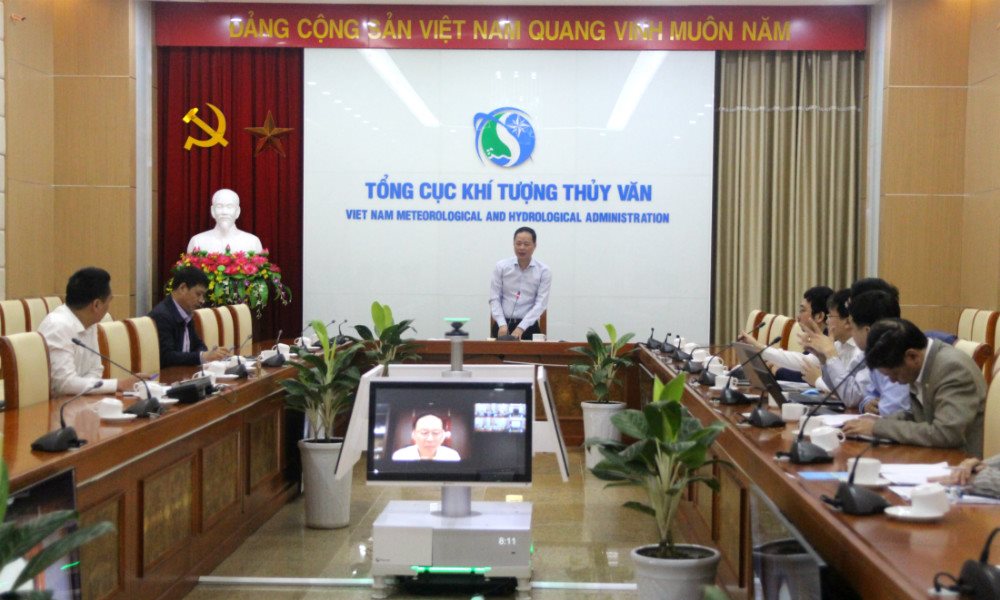 ĐẢNG CỘNG SẢN VIỆT NAM QUANG VINH MUÔN NĂM
TỔNG CỤC KHÍ TƯỢNG THỦY VĂN
VIET NAM METEOROLOGICAL AND HYDROLOGICAL ADMINISTRATION
8:11